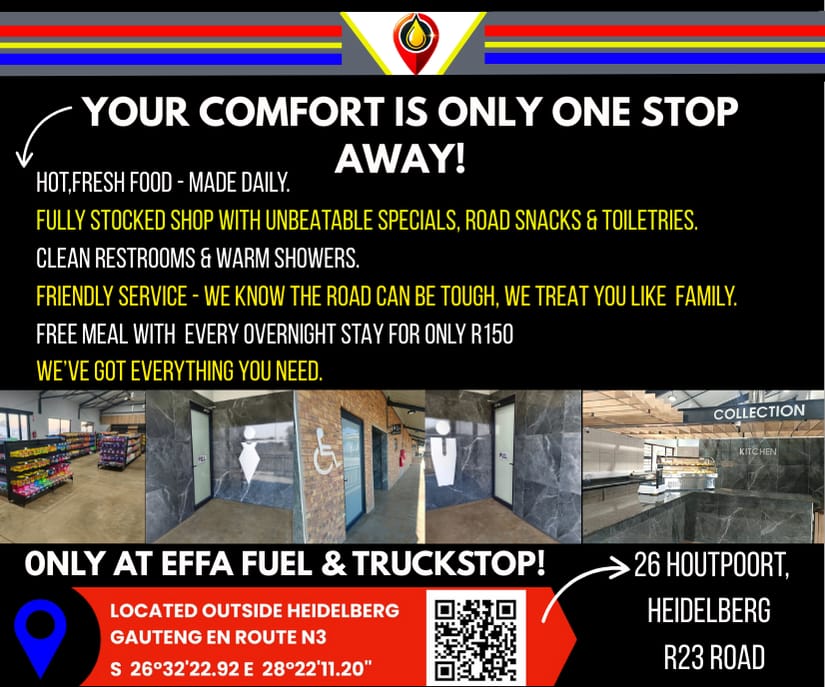 YOUR COMFORT IS ONLY ONE STOP
AWAY!
HOT,FRESH FOOD - MADE DAILY.
FULLY STOCKED SHOP WITH UNBEATABLE SPECIALS, ROAD SNACKS & TOILETRIES.
CLEAN RESTROOMS & WARM SHOWERS.
FRIENDLY SERVICE - WE KNOW THE ROAD CAN BE TOUGH, WE TREAT YOU LIKE FAMILY.
FREE MEAL WITH EVERY OVERNIGHT STAY FOR ONLY R150
WE'VE GOT EVERYTHING YOU NEED.
COLLECTION
KITCHEN
ONLY AT EFFA FUEL & TRUCKSTOP!
26 HOUTPOORT,
HEIDELBERG
R23 ROAD
LOCATED OUTSIDE HEIDELBERG
GAUTENG EN ROUTE N3
S 26°32'22.92 E 28°22'11.20"